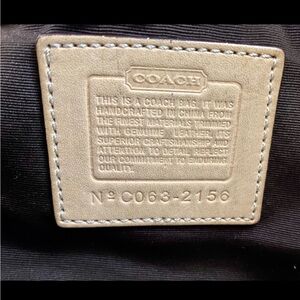 COACH
THIS IS A COACH BAG. IT WAS
HANDCRAFTED IN CHINA FROM
THE FINEST MATERIALS TRIMMED
WITH GENUINE LEATHER. ITS
SUPERIOR CRAFTSMANSHIP AND
ATTENTION TO DETAIL REFLECT
OUR COMMITMENT TO ENDURING
QUALITY.
Nº C063-2156